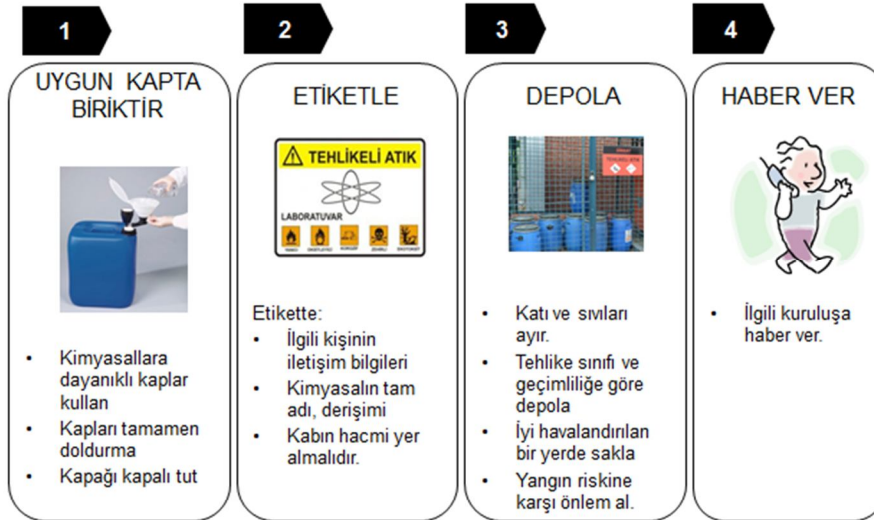 1
UYGUN KAPTA
BİRİKTİR
• Kimyasallara
dayanıklı kaplar
kullan
• Kapları tamamen
doldurma
• Kapağı kapalı tut
2
ETİKETLE
TEHLİKELİ ATIK
LABORATUVAR
Etikette:
• İlgili kişinin
iletişim bilgileri
• Kimyasalın tam
adı, derişimi
• Kabın hacmi yer
almalıdır.
3
DEPOLA
TEHLİKELİ ATIK
• Katı ve sıvıları
ayır.
• Tehlike sınıfı ve
geçimliliğe göre
depola
• İyi havalandırılan
bir yerde sakla
• Yangın riskine
karşı önlem al.
4
HABER VER
• İlgili kuruluşa
haber ver.